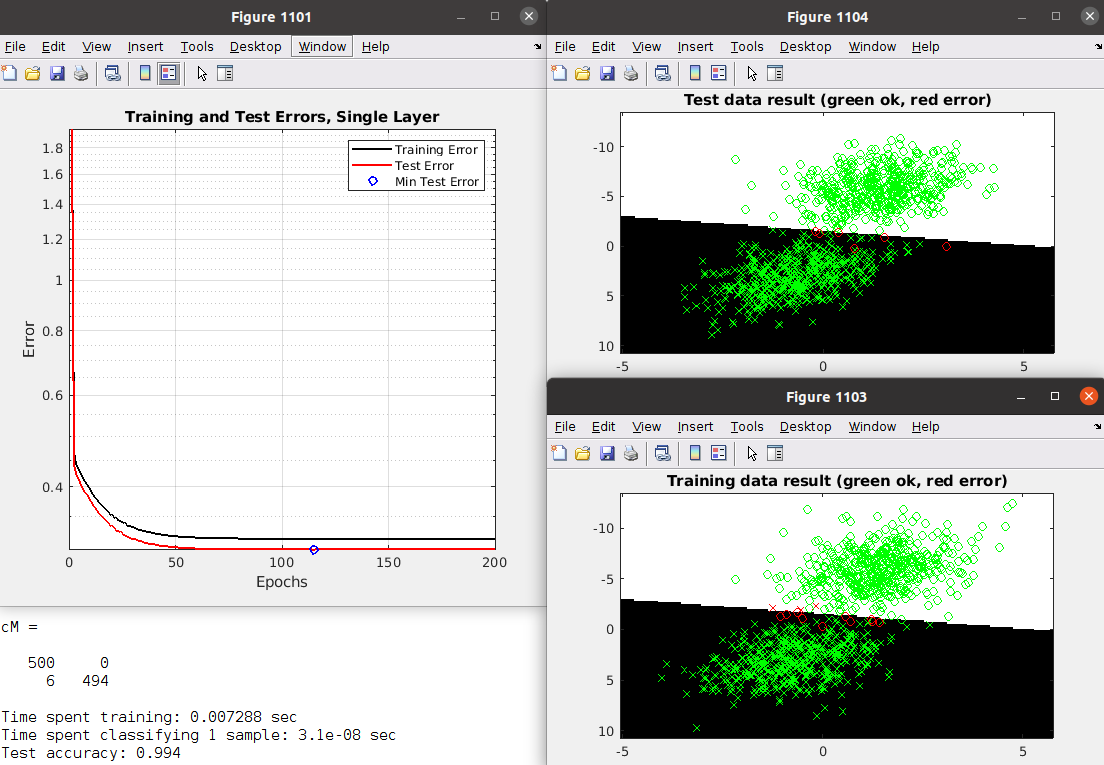 Figure 1101
File Edit View Insert Tools Desktop Window Help
Training and Test Errors, Single Layer
Training Error
Test Error
Min Test Error
1.8
1.6
1.4
1.2
1
0.8
0.6
0.4
Error
0 50 100 150 200
Epochs
cM =
500 0
6 494
Time spent training: 0.007288 sec
Time spent classifying 1 sample: 3.1e-08 sec
Test accuracy: 0.994
Figure 1104
File Edit View Insert Tools Desktop Window Help
Test data result (green ok, red error)
-10
-5
0
5
10
-5 0 5
Figure 1103
File Edit View Insert Tools Desktop Window Help
Training data result (green ok, red error)
-10
-5
0
5
10
-5 0 5